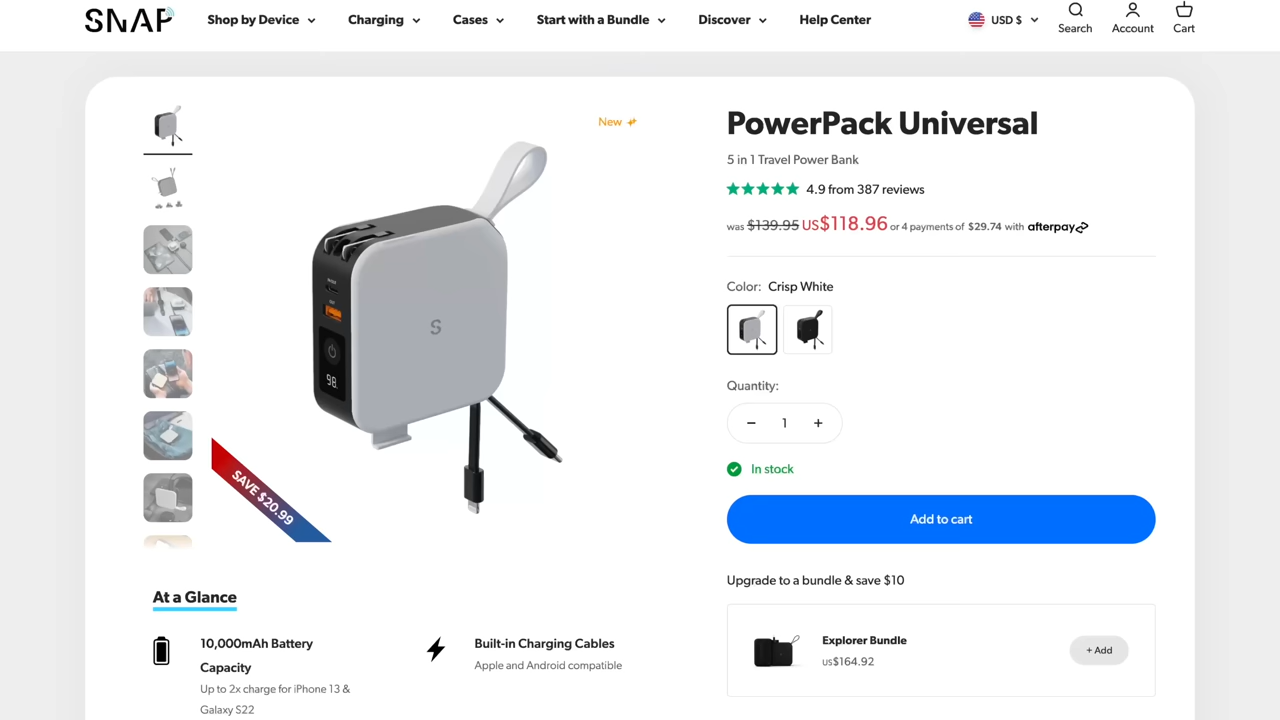 SNAP
Shop by Device
Charging
Cases
Start with a Bundle
Discover
Help Center
USD $
Search
Account
Cart
New
S
98
SAVE $20.99
PowerPack Universal
5 in 1 Travel Power Bank
4.9 from 387 reviews
was $139.95 US$118.96 or 4 payments of $29.74 with afterpay
Color: Crisp White
Quantity:
− 1 +
In stock
Add to cart
Upgrade to a bundle & save $10
Explorer Bundle
US$164.92
+ Add
At a Glance
10,000mAh Battery
Capacity
Up to 2x charge for iPhone 13 &
Galaxy S22
Built-in Charging Cables
Apple and Android compatible